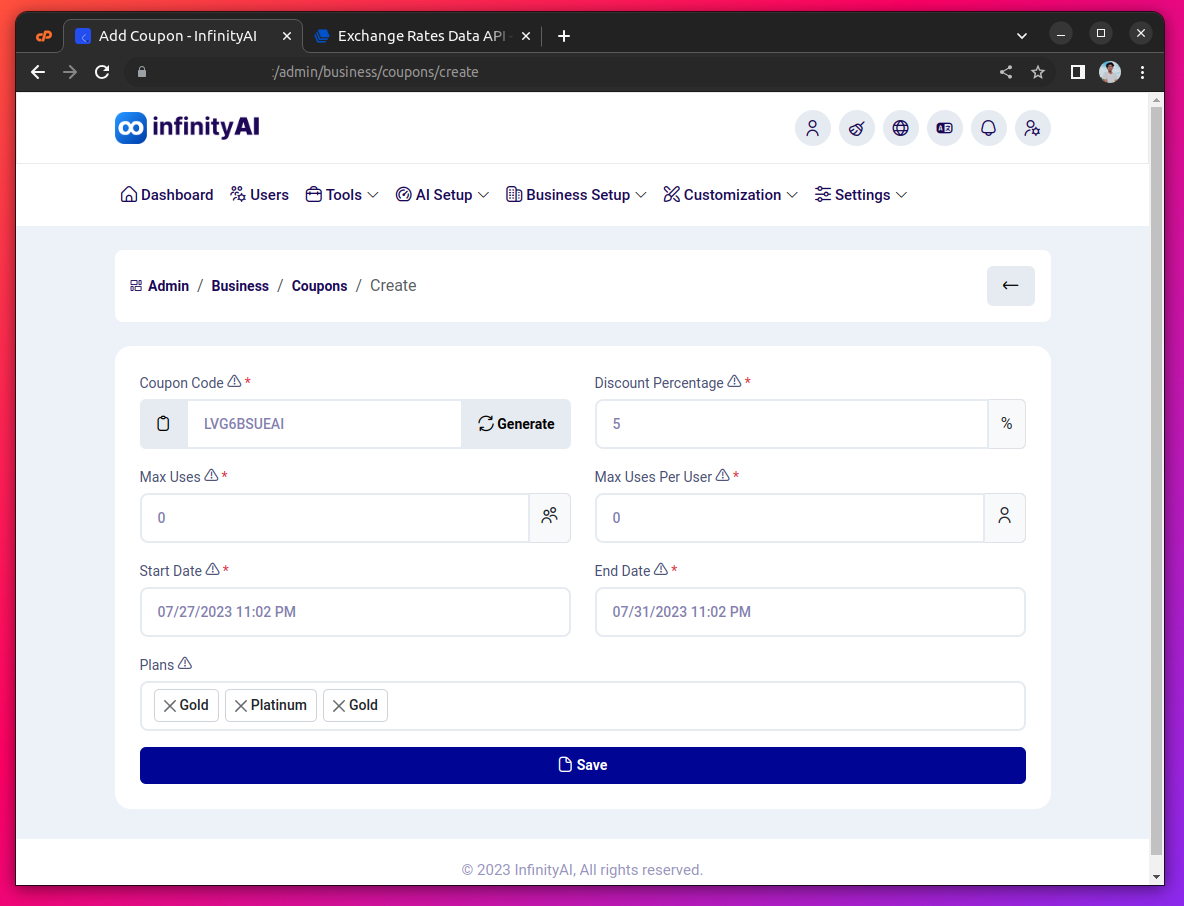 Add Coupon - InfinityAI
Exchange Rates Data API
:/admin/business/coupons/create
infinityAI
Dashboard Users Tools AI Setup Business Setup Customization Settings
Admin / Business / Coupons / Create
Coupon Code *
Discount Percentage *
LVG6BSUEAI Generate
5 %
Max Uses *
Max Uses Per User *
0
0
Start Date *
End Date *
07/27/2023 11:02 PM
07/31/2023 11:02 PM
Plans
Gold Platinum Gold
Save
© 2023 InfinityAI, All rights reserved.